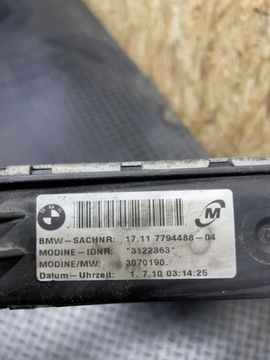 BMW-SACHNR: 17.11 7794488-04
MODINE-IDNR: *3122363*
MODINE/MW: 3070190
Datum-Uhrzeit: 1. 7.10 03:14:25